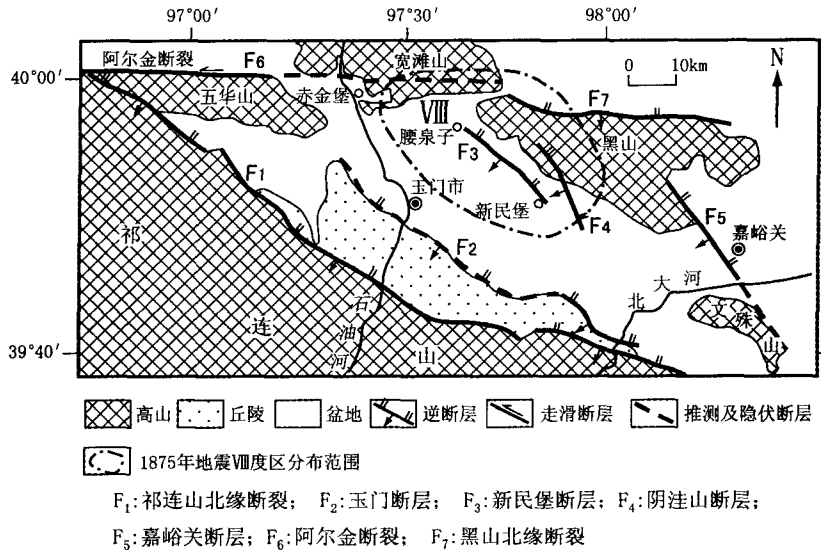 97°00′ 97°30′ 98°00′
阿尔金断裂 F6 宽滩山 0 10km N
40°00′
五华山 赤金堡 VIII F7
腰泉子 F3 黑山
F1 玉门市 新民堡 F4 F5 嘉峪关
祁 F2
连 石油河 北大河 文殊山
39°40′ 山
高山 丘陵 盆地 逆断层 走滑断层 推测及隐伏断层
1875年地震Ⅷ度区分布范围
F₁:祁连山北缘断裂; F₂:玉门断层; F₃:新民堡断层; F₄:阴洼山断层;
F₅:嘉峪关断层; F₆:阿尔金断裂; F₇:黑山北缘断裂